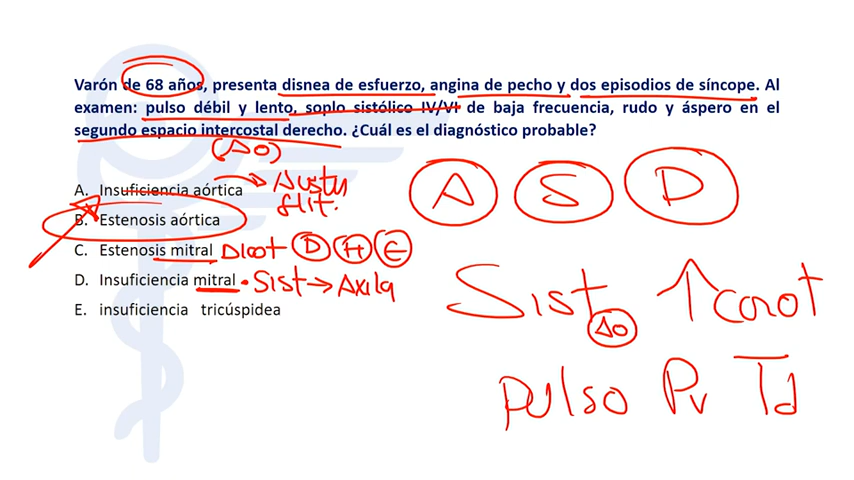 Varón de 68 años, presenta disnea de esfuerzo, angina de pecho y dos episodios de síncope. Al
examen: pulso débil y lento, soplo sistólico IV/VI de baja frecuencia, rudo y áspero en el
segundo espacio intercostal derecho. ¿Cuál es el diagnóstico probable?
(AO)
A. Insuficiencia aórtica → Austin
Flit.
B. Estenosis aórtica
C. Estenosis mitral Diast D H E
D. Insuficiencia mitral • Sist → Axila
E. insuficiencia tricúspidea
A S D
Sist AO ↑ carot
pulso Pv Td